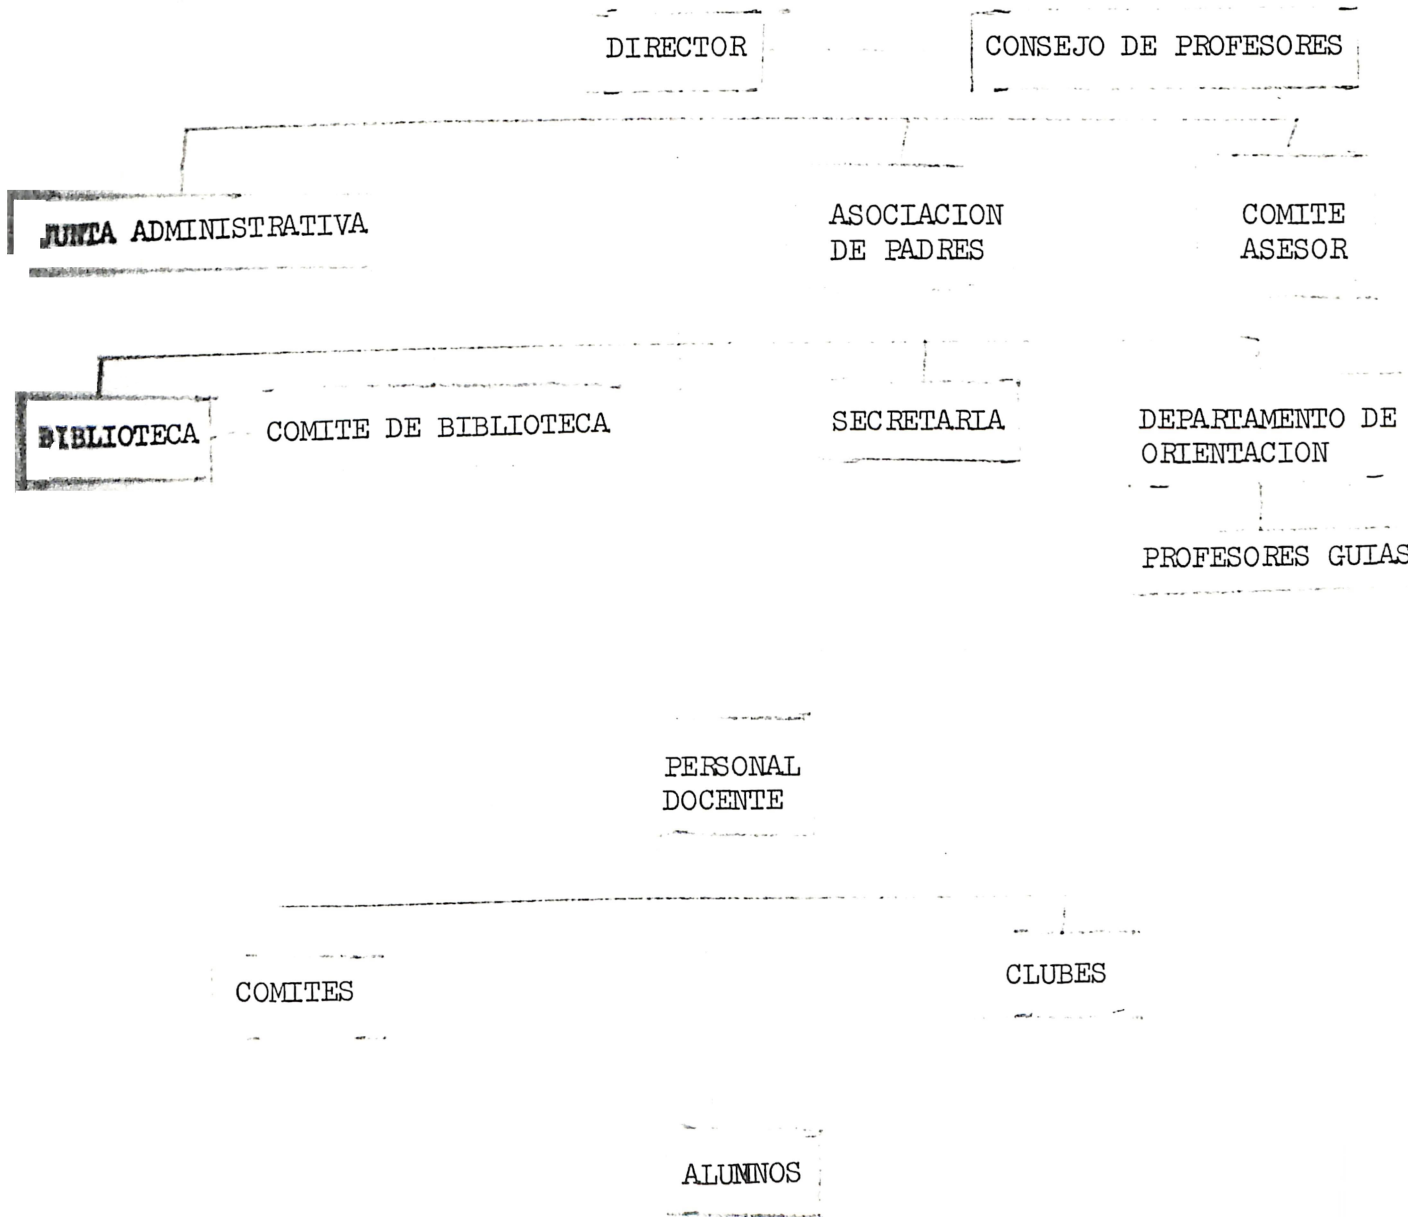 DIRECTOR
CONSEJO DE PROFESORES
JUNTA ADMINISTRATIVA
ASOCIACION
DE PADRES
COMITE
ASESOR
BIBLIOTECA
COMITE DE BIBLIOTECA
SECRETARIA
DEPARTAMENTO DE
ORIENTACION
PROFESORES GUIAS
PERSONAL
DOCENTE
COMITES
CLUBES
ALUMNOS